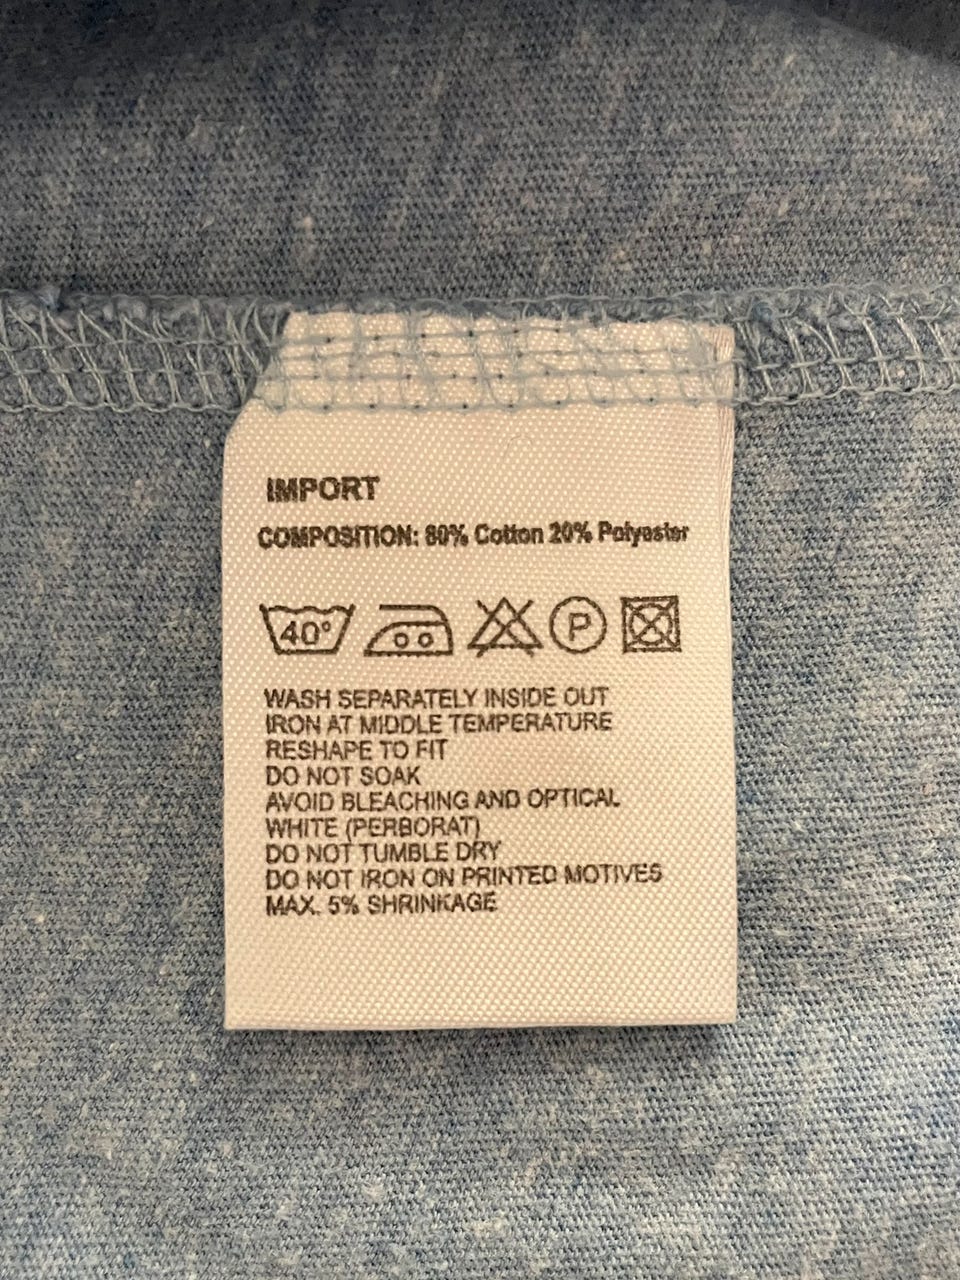 IMPORT
COMPOSITION: 80% Cotton 20% Polyester
40° P
WASH SEPARATELY INSIDE OUT
IRON AT MIDDLE TEMPERATURE
RESHAPE TO FIT
DO NOT SOAK
AVOID BLEACHING AND OPTICAL
WHITE (PERBORAT)
DO NOT TUMBLE DRY
DO NOT IRON ON PRINTED MOTIVES
MAX. 5% SHRINKAGE